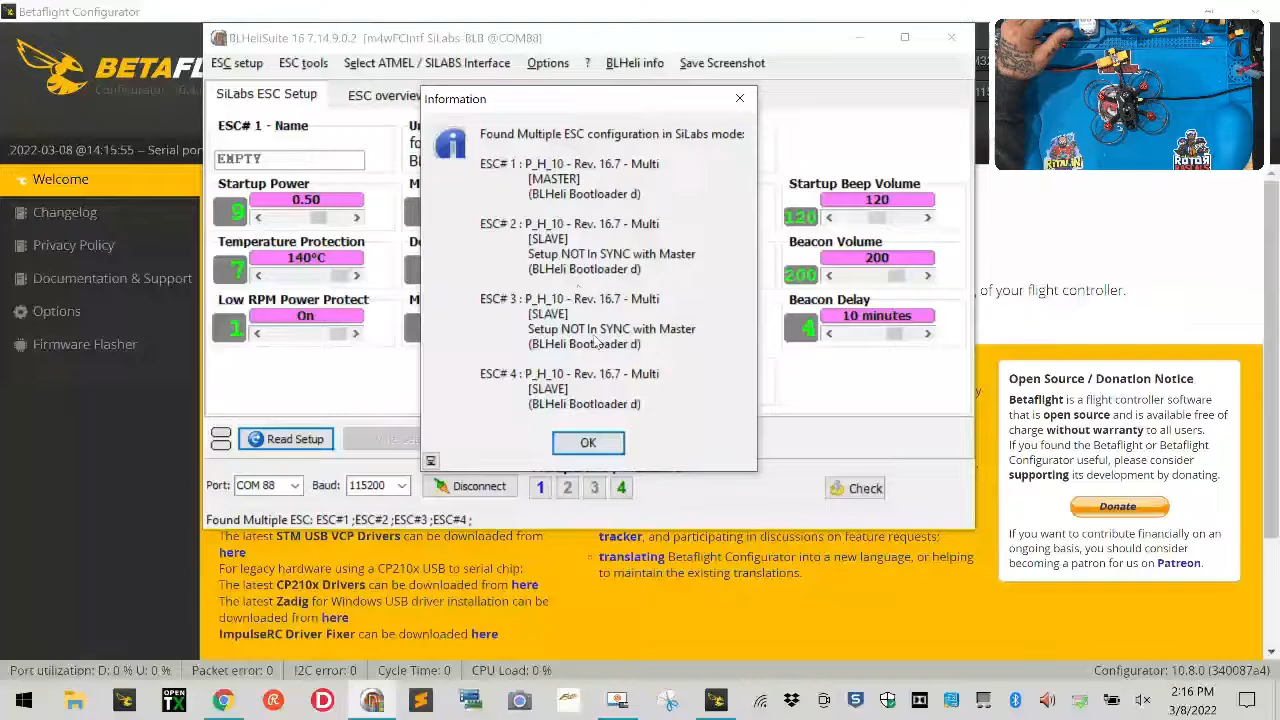 Betaflight Configurator
BETAFL
Configurator
2022-03-08 @14:15:55 -- Serial port
Welcome
Changelog
Privacy Policy
Documentation & Support
Options
Firmware Flasher
BLHeliSuite 16.7.14.9.0.
ESC setup
ESC tools
Select ATMEL / SILABS Interface
Options
?
BLHeli info
Save Screenshot
SiLabs ESC Setup
ESC overview
ESC# 1 - Name
EMPTY
Startup Power
0.50
9
Temperature Protection
140°C
7
Low RPM Power Protect
On
1
Information
Found Multiple ESC configuration in SiLabs mode:
ESC# 1 : P_H_10 - Rev. 16.7 - Multi
[MASTER]
(BLHeli Bootloader d)
ESC# 2 : P_H_10 - Rev. 16.7 - Multi
[SLAVE]
Setup NOT In SYNC with Master
(BLHeli Bootloader d)
ESC# 3 : P_H_10 - Rev. 16.7 - Multi
[SLAVE]
Setup NOT In SYNC with Master
(BLHeli Bootloader d)
ESC# 4 : P_H_10 - Rev. 16.7 - Multi
[SLAVE]
(BLHeli Bootloader d)
OK
Startup Beep Volume
120
120
Beacon Volume
200
200
Beacon Delay
10 minutes
4
Read Setup
Port: COM 88
Baud: 115200
Disconnect
1 2 3 4
Check
Found Multiple ESC: ESC#1 ;ESC#2 ;ESC#3 ;ESC#4 ;
RITALIN
ROTOR
of your flight controller.
The latest STM USB VCP Drivers can be downloaded from
here
For legacy hardware using a CP210x USB to serial chip:
The latest CP210x Drivers can be downloaded from here
The latest Zadig for Windows USB driver installation can be
downloaded from here
ImpulseRC Driver Fixer can be downloaded here
tracker, and participating in discussions on feature requests;
translating Betaflight Configurator into a new language, or helping
to maintain the existing translations.
Open Source / Donation Notice
Betaflight is a flight controller software
that is open source and is available free of
charge without warranty to all users.
If you found the Betaflight or Betaflight
Configurator useful, please consider
supporting its development by donating.
Donate
If you want to contribute financially on an
ongoing basis, you should consider
becoming a patron for us on Patreon.
Port utilization: D: 0 % U: 0 %
Packet error: 0
I2C error: 0
Cycle Time: 0
CPU Load: 0 %
Configurator: 10.8.0 (340087a4)
OPEN
TX
2:16 PM
3/8/2022